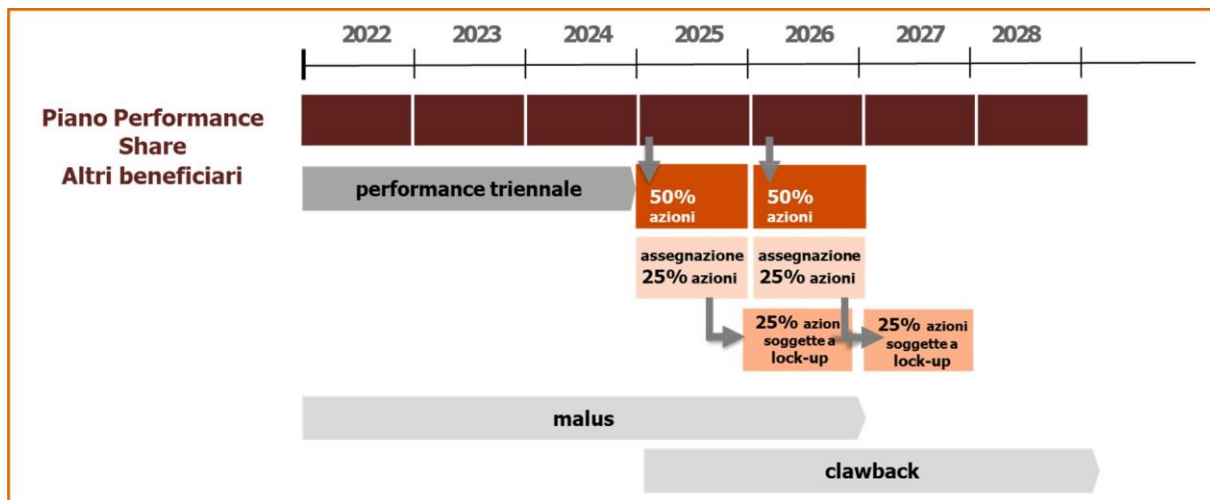 2022 2023 2024 2025 2026 2027 2028
Piano Performance
Share
Altri beneficiari
performance triennale
50%
azioni
50%
azioni
assegnazione
25% azioni
assegnazione
25% azioni
25% azion
soggette a
lock-up
25% azioni
soggette a
lock-up
malus
clawback